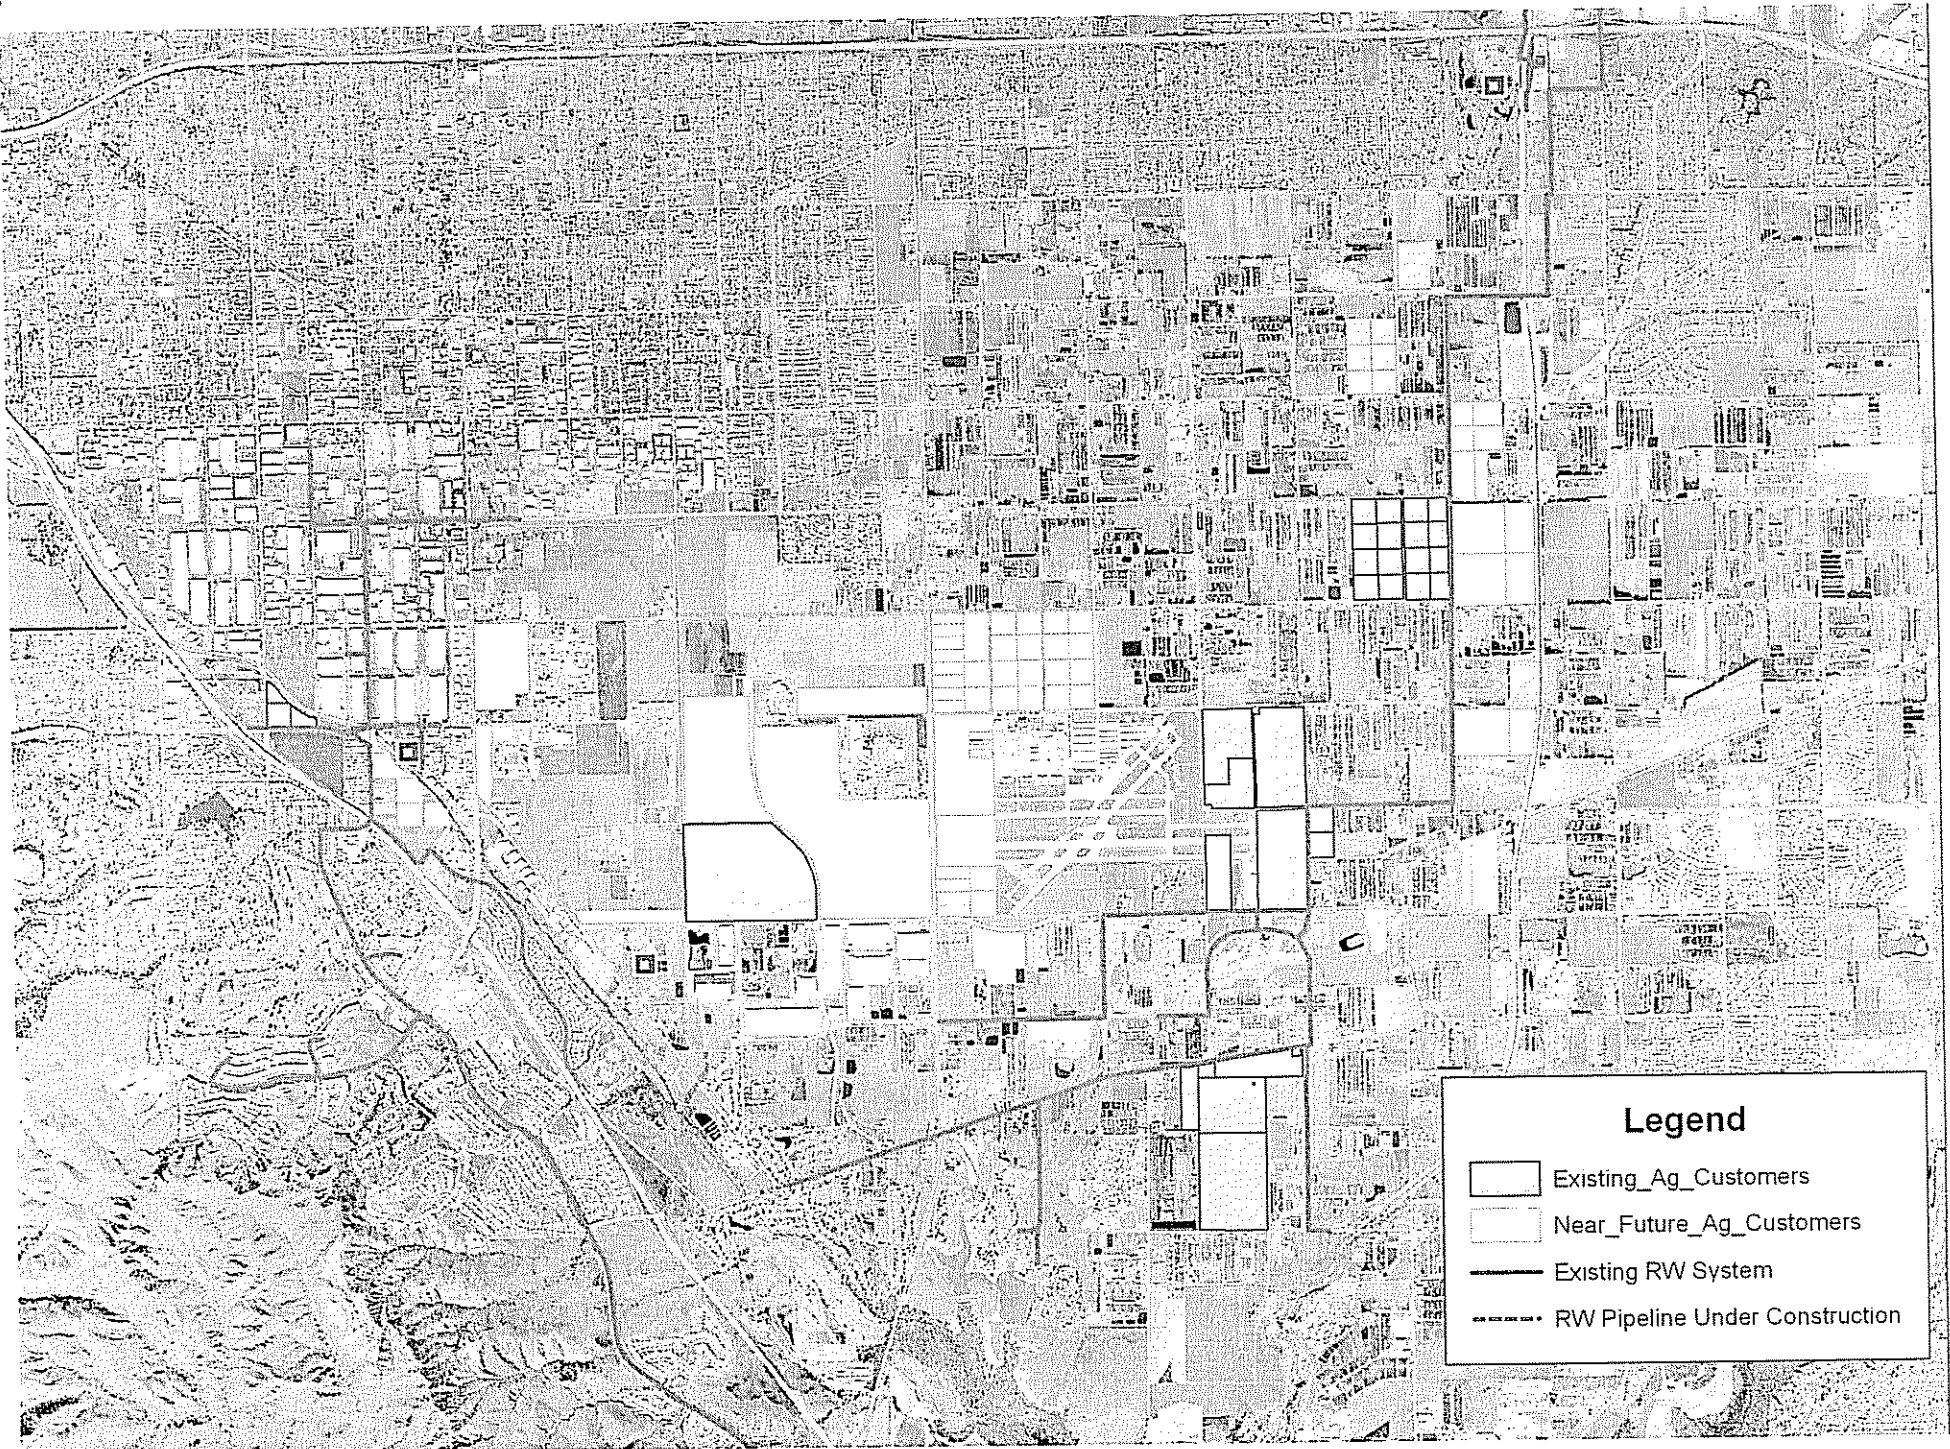 Legend
Existing_Ag_Customers
Near_Future_Ag_Customers
Existing RW System
RW Pipeline Under Construction